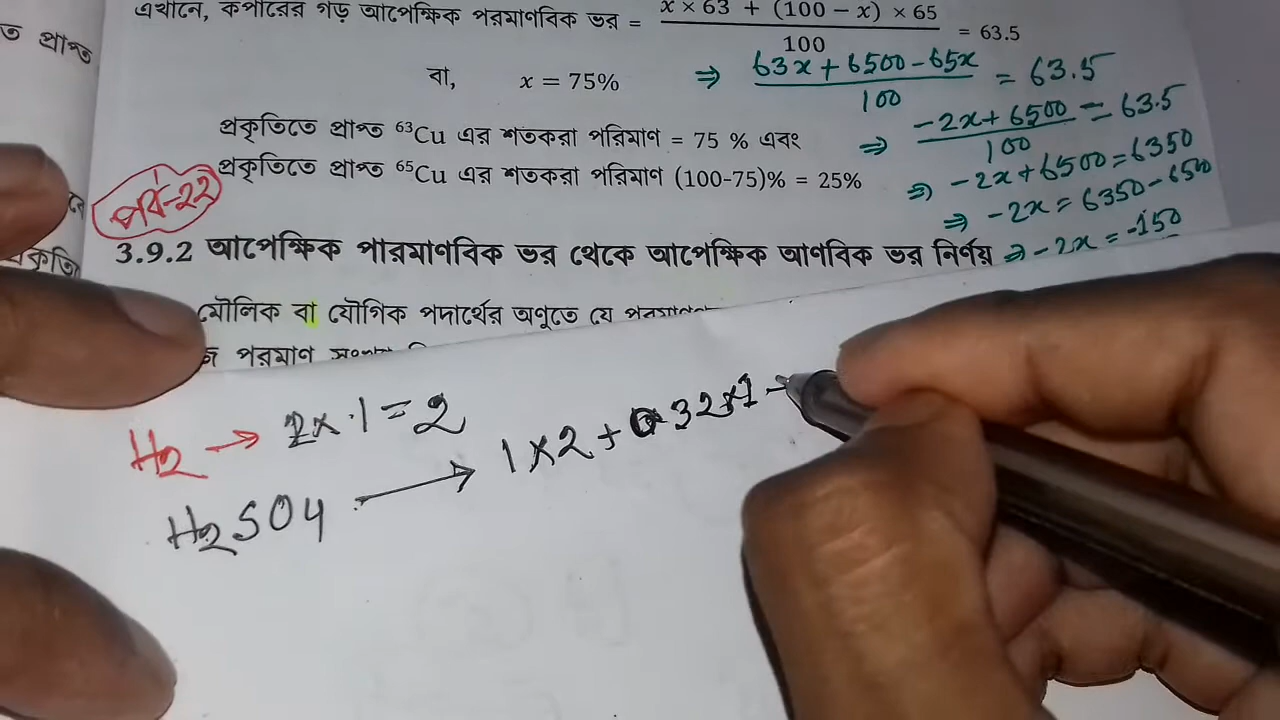 ত প্রাপ্ত
এখানে, কপারের গড় আপেক্ষিক পরমাণবিক ভর = x × 63 + (100 − x) × 65 / 100 = 63.5
বা, x = 75%
⇒ 63x + 6500 - 65x / 100 = 63.5
প্রকৃতিতে প্রাপ্ত ⁶³Cu এর শতকরা পরিমাণ = 75 % এবং
⇒ -2x + 6500 / 100 = 63.5
প্রকৃতিতে প্রাপ্ত ⁶⁵Cu এর শতকরা পরিমাণ (100-75)% = 25%
⇒ -2x + 6500 = 6350
⇒ -2x = 6350 - 6500
পর্ব-২২
3.9.2 আপেক্ষিক পারমাণবিক ভর থেকে আপেক্ষিক আণবিক ভর নির্ণয়
⇒ -2x = -150
মৌলিক বা যৌগিক পদার্থের অণুতে যে
H2 → 2 x 1 = 2
H2SO4 → 1 x 2 + 32 x 1